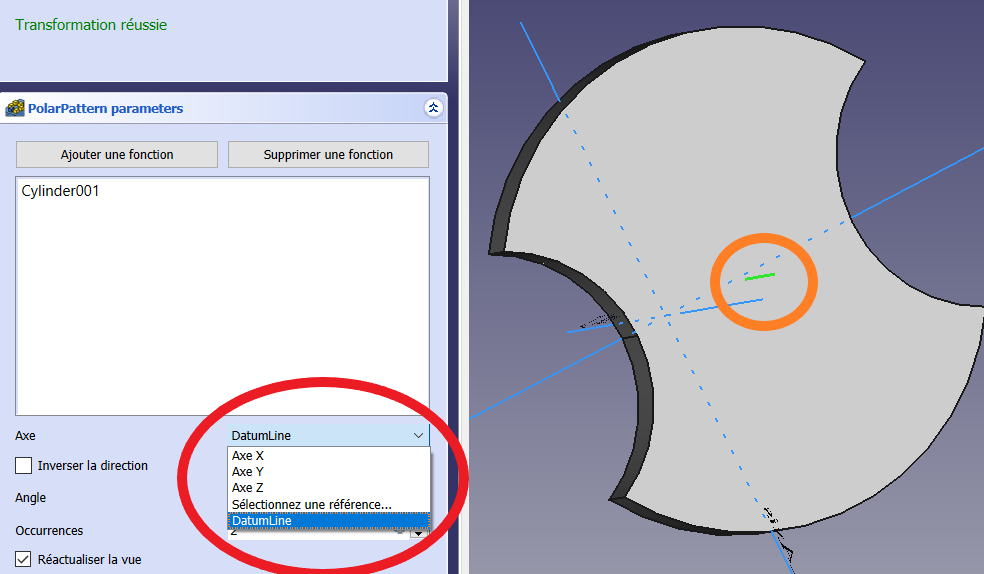 Transformation réussie
PolarPattern parameters
Ajouter une fonction Supprimer une fonction
Cylinder001
Axe DatumLine
Axe X
Inverser la direction Axe Y
Axe Z
Angle Sélectionnez une référence...
DatumLine
Occurrences 2
Réactualiser la vue